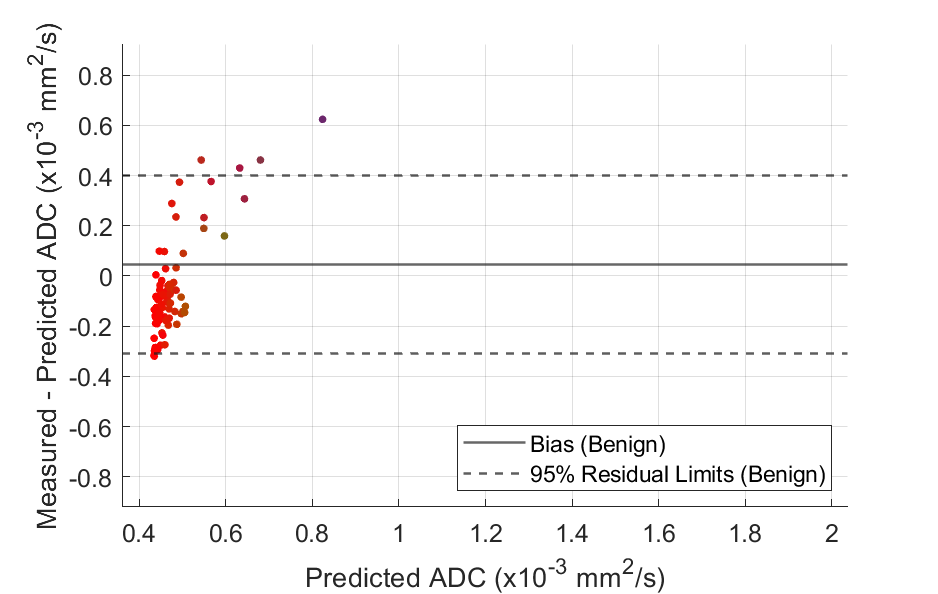 Measured - Predicted ADC (x10⁻³ mm²/s)
0.8
0.6
0.4
0.2
0
-0.2
-0.4
-0.6
-0.8
Bias (Benign)
95% Residual Limits (Benign)
0.4 0.6 0.8 1 1.2 1.4 1.6 1.8 2
Predicted ADC (x10⁻³ mm²/s)